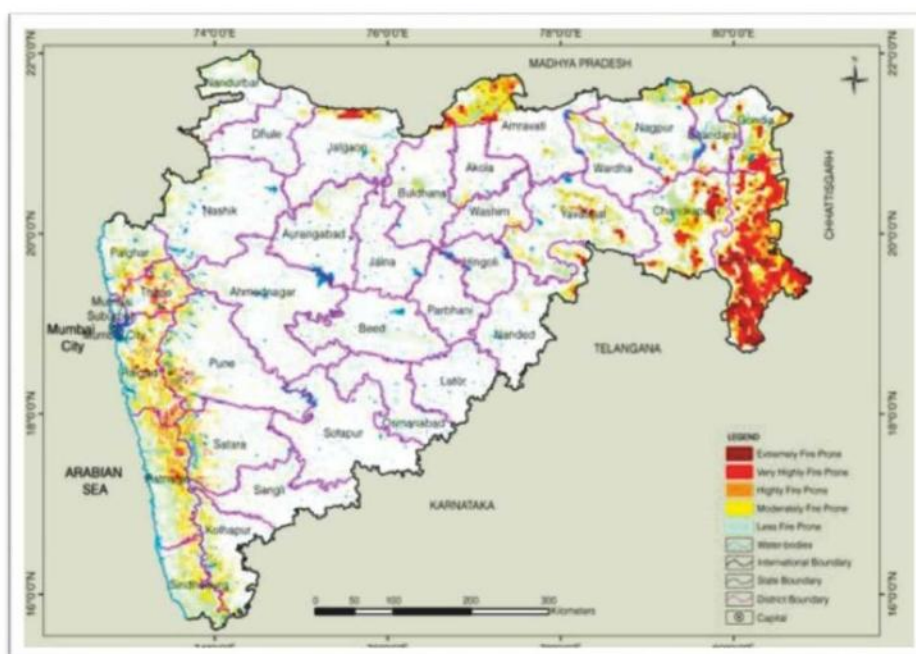 74°0'0"E 76°0'0"E 78°0'0"E 80°0'0"E
22°0'0"N
20°0'0"N
18°0'0"N
16°0'0"N
MADHYA PRADESH
CHHATTISGARH
Nandurbar
Dhule
Jalgaon
Amravati
Nagpur
Bhandara
Gondia
Akola
Wardha
Buldhana
Washim
Yavatmal
Nashik
Aurangabad
Jalna
Hingoli
Palghar
Thane
Ahmednagar
Parbhani
Mumbai
Mumbai City
Mumbai
City
Beed
Nanded
TELANGANA
Pune
Latur
Osmanabad
Solapur
Satara
ARABIAN
SEA
Sangli
KARNATAKA
Kolhapur
LEGEND
Extremely Fire Prone
Very Highly Fire Prone
Highly Fire Prone
Moderately Fire Prone
Less Fire Prone
Water-bodies
International Boundary
State Boundary
District Boundary
Capital
0 50 100 200 300
Kilometers
22°0'0"N
20°0'0"N
18°0'0"N
16°0'0"N